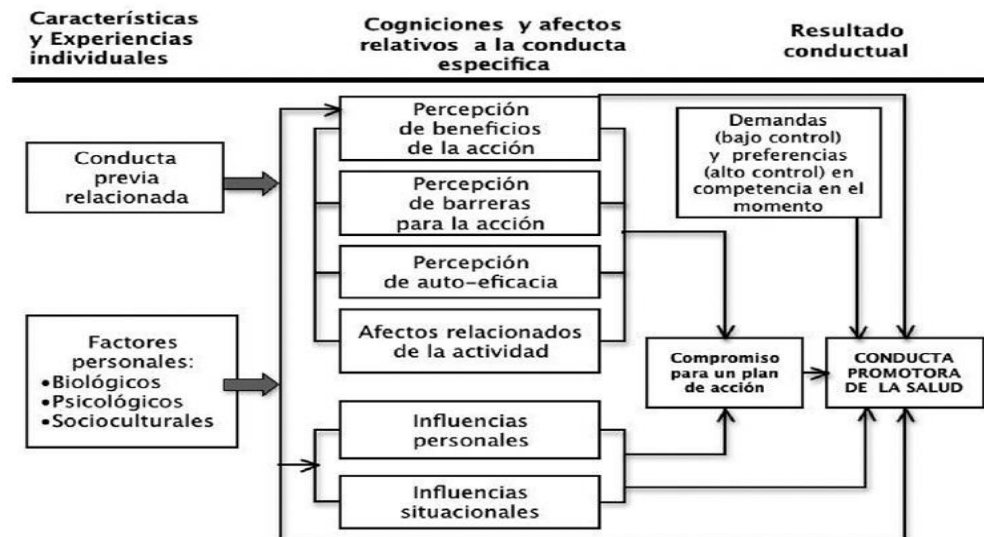 Características
y Experiencias
individuales
Cogniciones y afectos
relativos a la conducta
especifica
Resultado
conductual
Conducta
previa
relacionada
Factores
personales:
•Biológicos
•Psicológicos
•Socioculturales
Percepción
de beneficios
de la acción
Percepción
de barreras
para la acción
Percepción
de auto-eficacia
Afectos relacionados
de la actividad
Influencias
personales
Influencias
situacionales
Demandas
(bajo control)
y preferencias
(alto control) en
competencia en el
momento
Compromiso
para un plan
de acción
CONDUCTA
PROMOTORA
DE LA SALUD